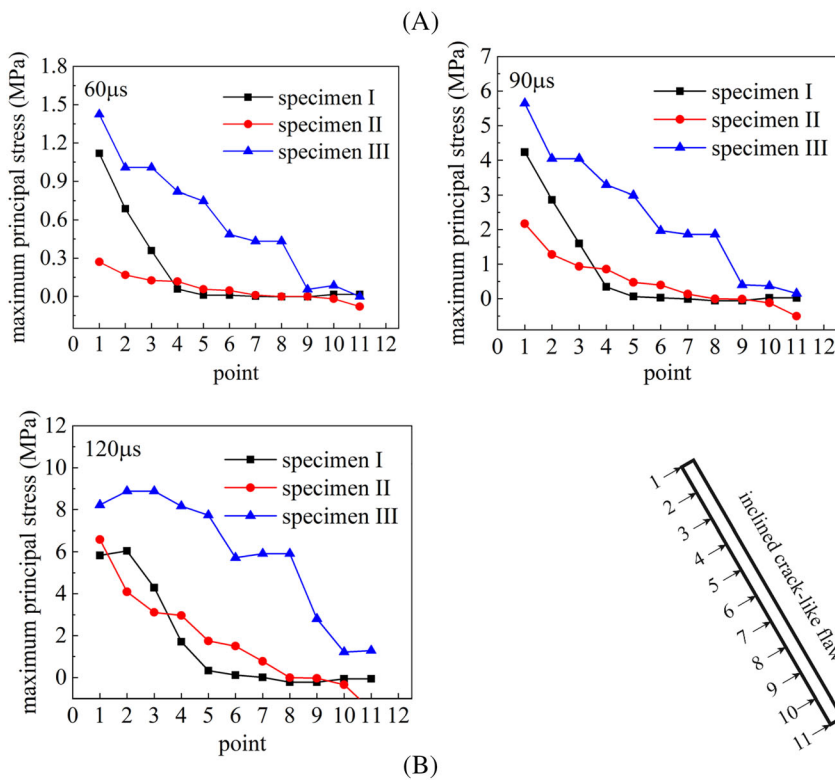 (A)
60μs
specimen I
specimen II
specimen III
maximum principal stress (MPa)
1.8
1.5
1.2
0.9
0.6
0.3
0.0
0 1 2 3 4 5 6 7 8 9 10 11 12
point
90μs
specimen I
specimen II
specimen III
maximum principal stress (MPa)
7
6
5
4
3
2
1
0
0 1 2 3 4 5 6 7 8 9 10 11 12
point
120μs
specimen I
specimen II
specimen III
maximum principal stress (MPa)
12
10
8
6
4
2
0
0 1 2 3 4 5 6 7 8 9 10 11 12
point
1
2
3
4
5
6
7
8
9
10
11
inclined crack-like flaw
(B)